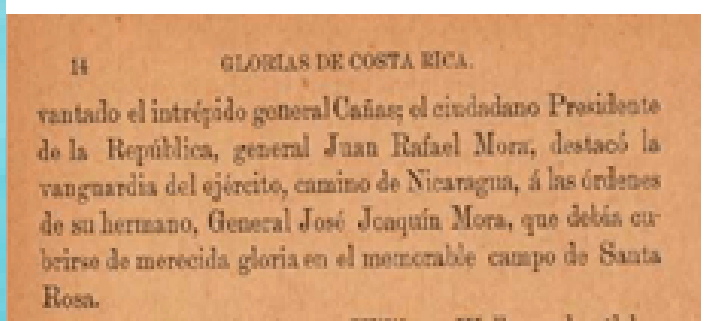 14 GLORIAS DE COSTA RICA.
vantado el intrépido general Cañas; el ciudadano Presidente
de la República, general Juan Rafael Mora, destacó la
vanguardia del ejército, camino de Nicaragua, á las órdenes
de su hermano, General José Joaquín Mora, que debía cu-
brirse de merecida gloria en el memorable campo de Santa
Rosa.